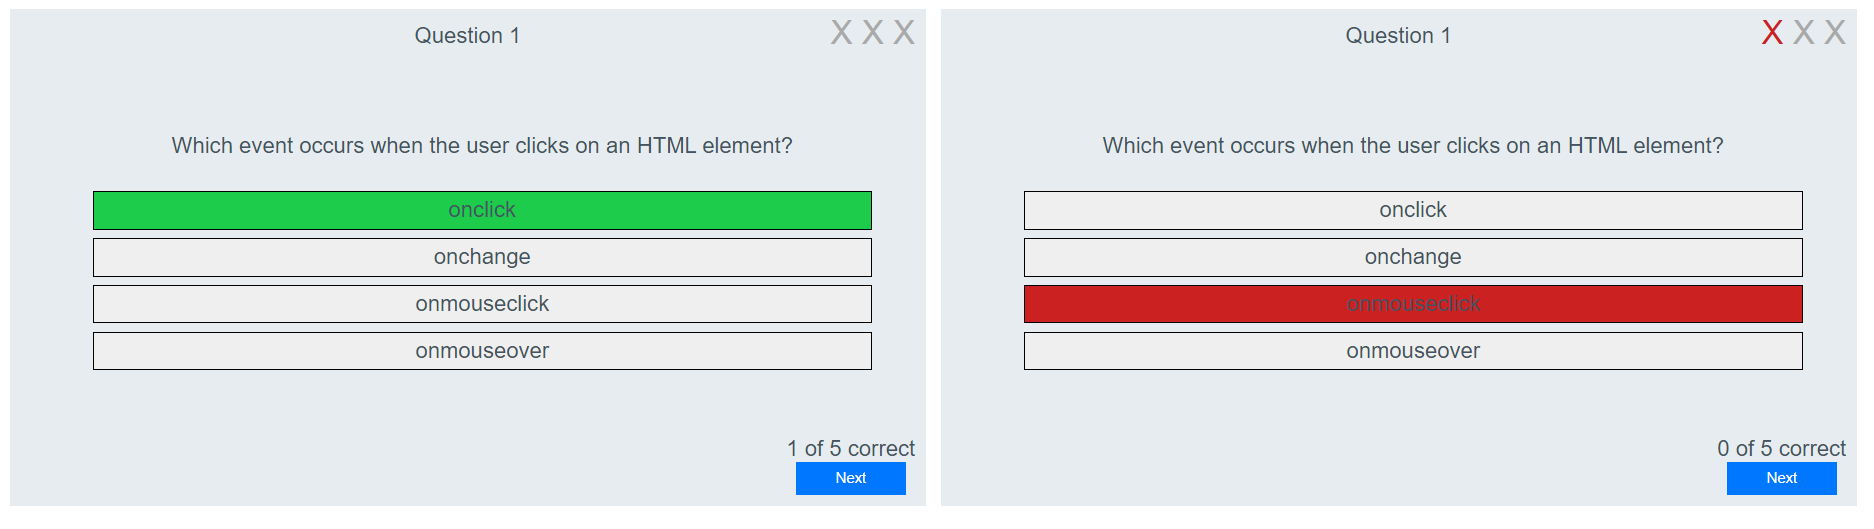 Question 1
X X X
Which event occurs when the user clicks on an HTML element?
onclick
onchange
onmouseclick
onmouseover
1 of 5 correct
Next
Question 1
X X X
Which event occurs when the user clicks on an HTML element?
onclick
onchange
onmouseclick
onmouseover
0 of 5 correct
Next